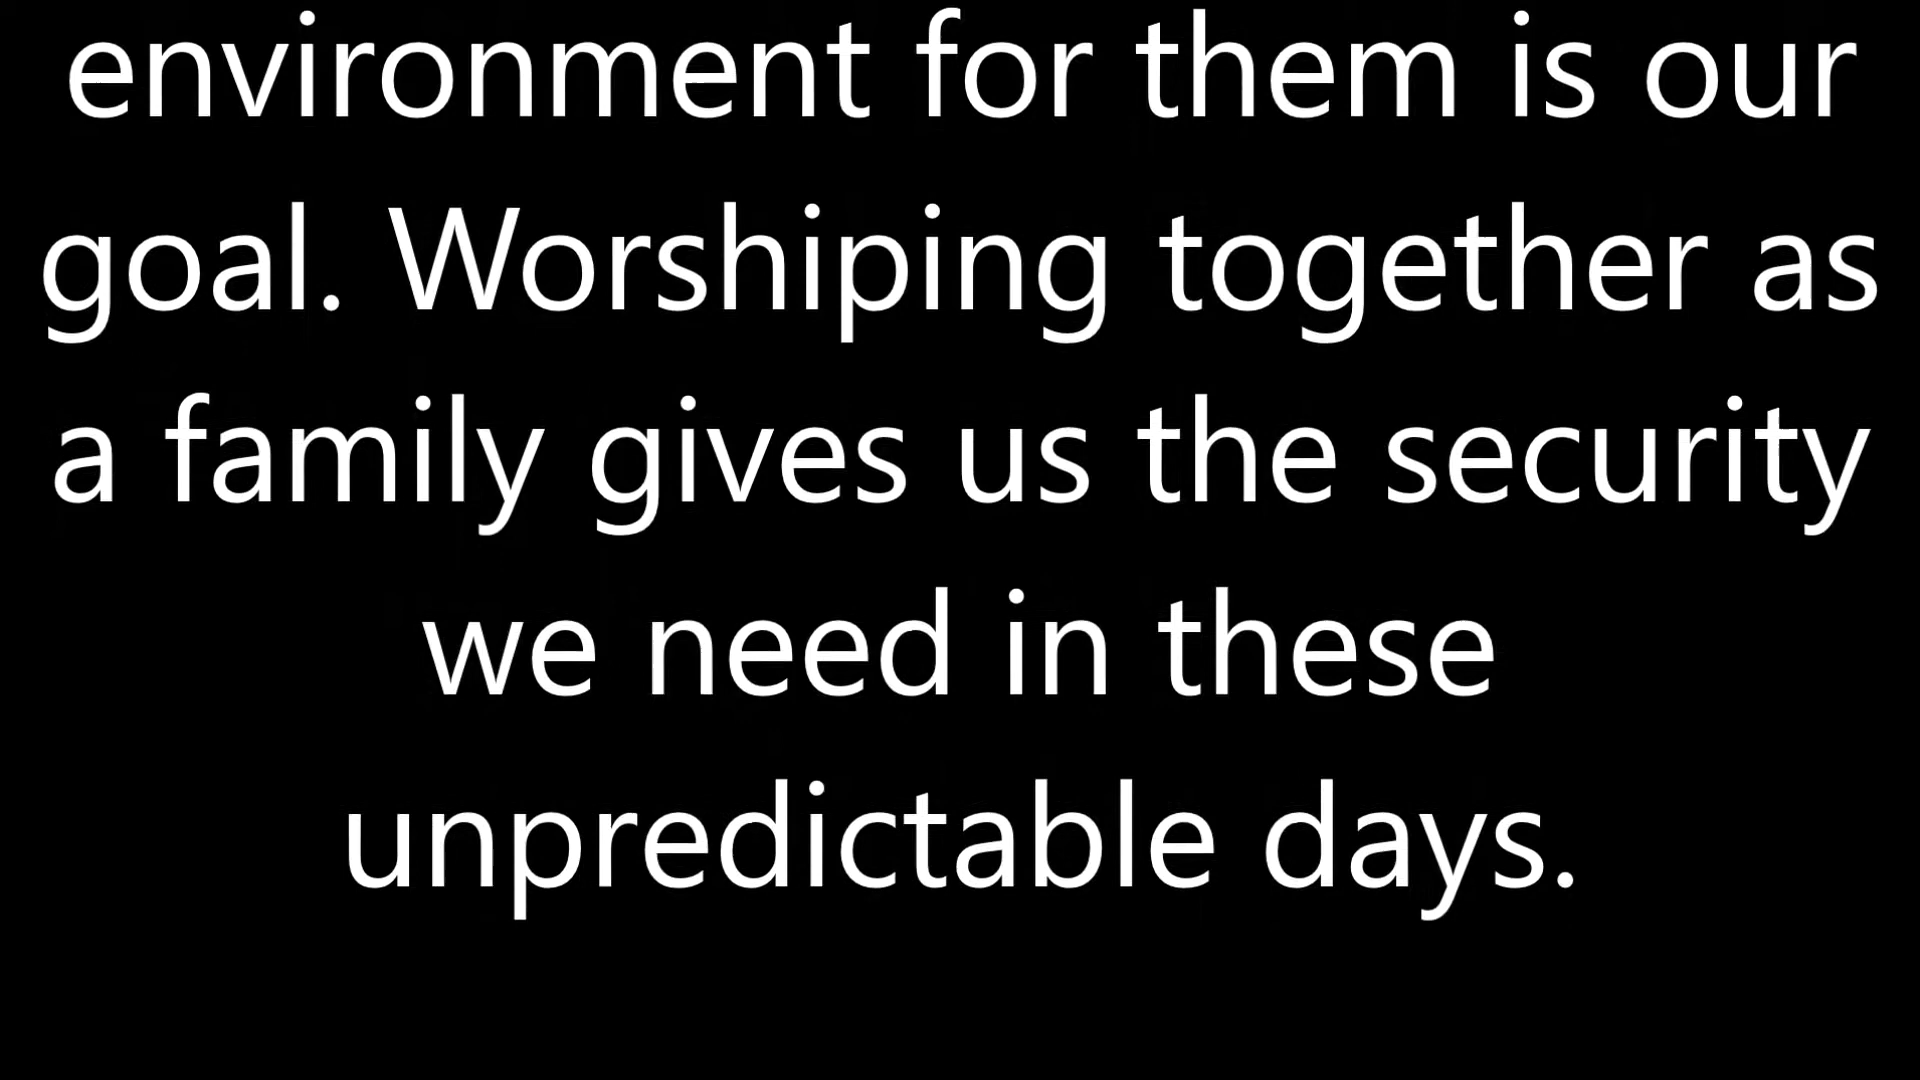 environment for them is our
goal. Worshiping together as
a family gives us the security
we need in these
unpredictable days.